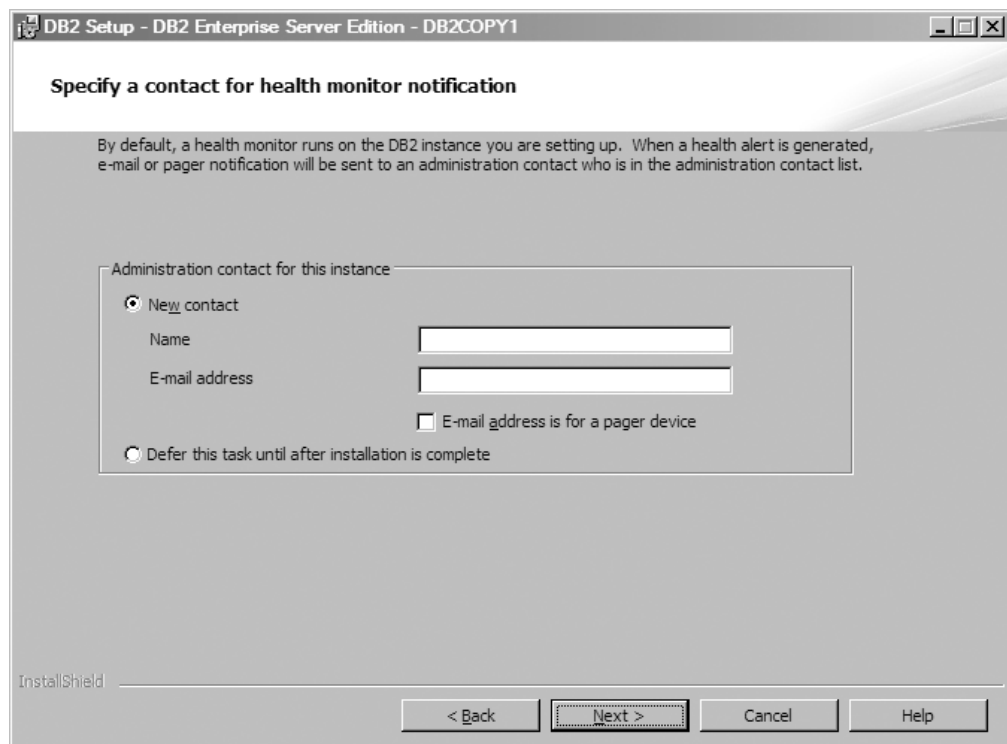 DB2 Setup - DB2 Enterprise Server Edition - DB2COPY1
Specify a contact for health monitor notification
By default, a health monitor runs on the DB2 instance you are setting up. When a health alert is generated,
e-mail or pager notification will be sent to an administration contact who is in the administration contact list.
Administration contact for this instance
New contact
Name
E-mail address
E-mail address is for a pager device
Defer this task until after installation is complete
InstallShield
< Back
Next >
Cancel
Help